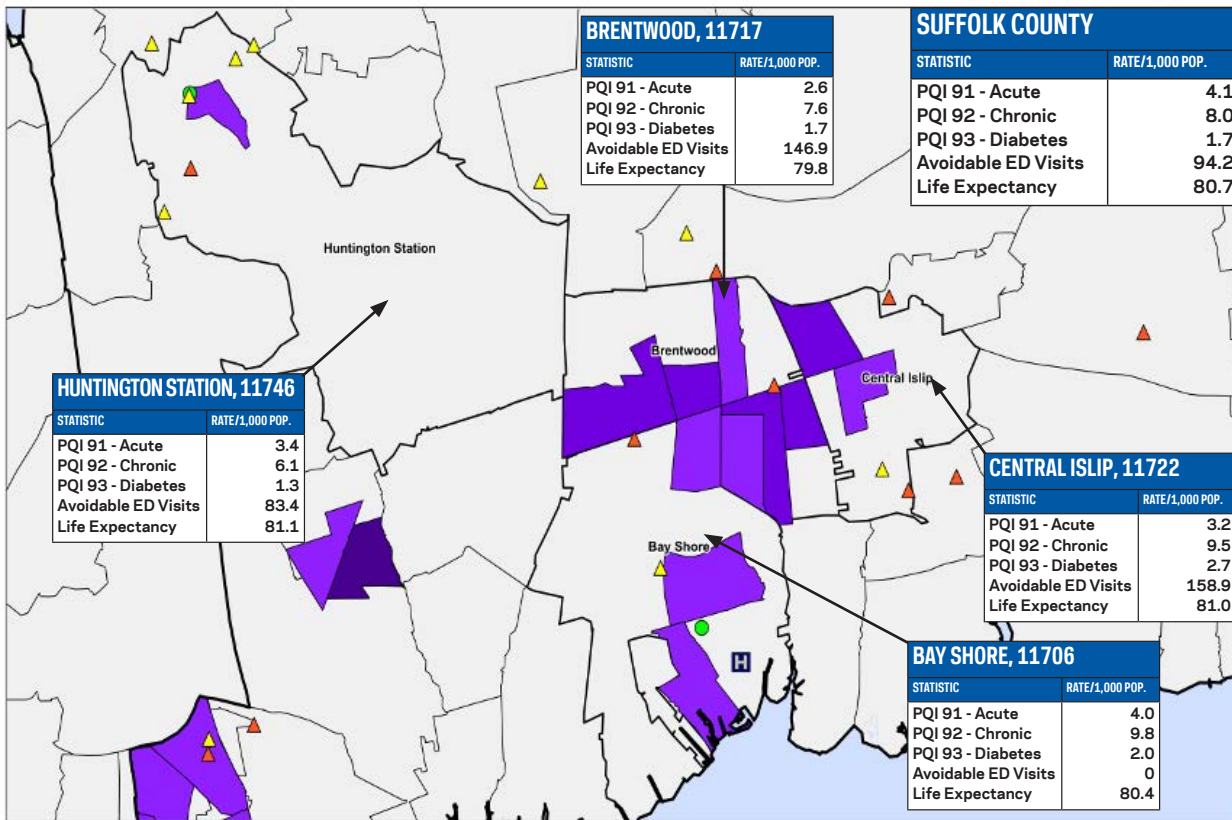 BRENTWOOD, 11717
STATISTIC RATE/1,000 POP.
PQI 91 - Acute 2.6
PQI 92 - Chronic 7.6
PQI 93 - Diabetes 1.7
Avoidable ED Visits 146.9
Life Expectancy 79.8
SUFFOLK COUNTY
STATISTIC RATE/1,000 POP.
PQI 91 - Acute 4.1
PQI 92 - Chronic 8.0
PQI 93 - Diabetes 1.7
Avoidable ED Visits 94.2
Life Expectancy 80.7
Huntington Station
Brentwood
Central Islip
HUNTINGTON STATION, 11746
STATISTIC RATE/1,000 POP.
PQI 91 - Acute 3.4
PQI 92 - Chronic 6.1
PQI 93 - Diabetes 1.3
Avoidable ED Visits 83.4
Life Expectancy 81.1
CENTRAL ISLIP, 11722
STATISTIC RATE/1,000 POP.
PQI 91 - Acute 3.2
PQI 92 - Chronic 9.5
PQI 93 - Diabetes 2.7
Avoidable ED Visits 158.9
Life Expectancy 81.0
Bay Shore
H
BAY SHORE, 11706
STATISTIC RATE/1,000 POP.
PQI 91 - Acute 4.0
PQI 92 - Chronic 9.8
PQI 93 - Diabetes 2.0
Avoidable ED Visits 0
Life Expectancy 80.4